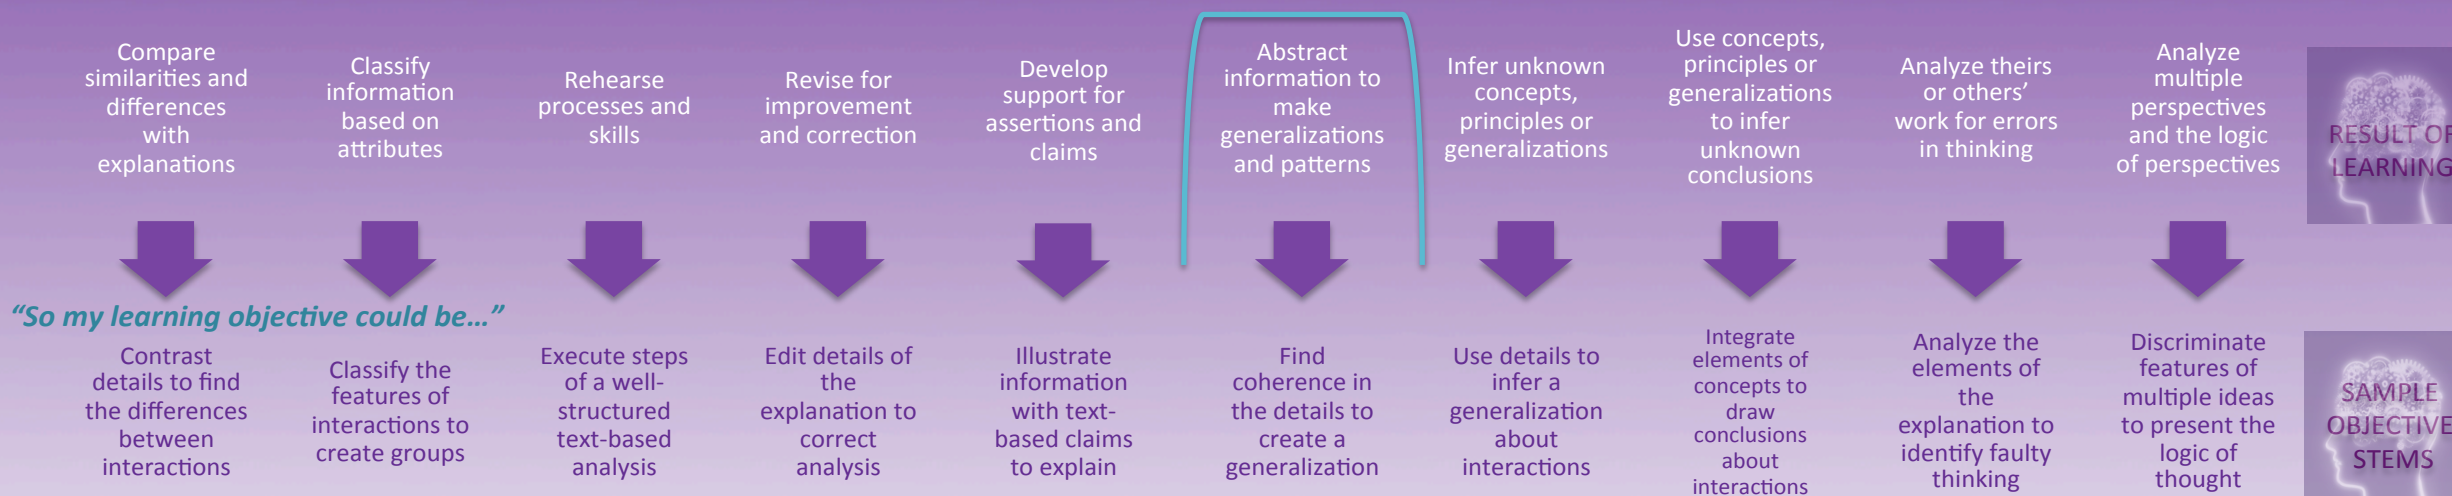 Compare
similarities and
differences
with
explanations
Classify
information
based on
attributes
Rehearse
processes and
skills
Revise for
improvement
and correction
Develop
support for
assertions and
claims
Abstract
information to
make
generalizations
and patterns
Infer unknown
concepts,
principles or
generalizations
Use concepts,
principles or
generalizations
to infer
unknown
conclusions
Analyze theirs
or others’
work for errors
in thinking
Analyze
multiple
perspectives
and the logic
of perspectives
RESULT OF
LEARNING
“So my learning objective could be…”
Contrast
details to find
the differences
between
interactions
Classify the
features of
interactions to
create groups
Execute steps
of a well-
structured
text-based
analysis
Edit details of
the
explanation to
correct
analysis
Illustrate
information
with text-
based claims
to explain
Find
coherence in
the details to
create a
generalization
Use details to
infer a
generalization
about
interactions
Integrate
elements of
concepts to
draw
conclusions
about
interactions
Analyze the
elements of
the
explanation to
identify faulty
thinking
Discriminate
features of
multiple ideas
to present the
logic of
thought
SAMPLE
OBJECTIVE
STEMS